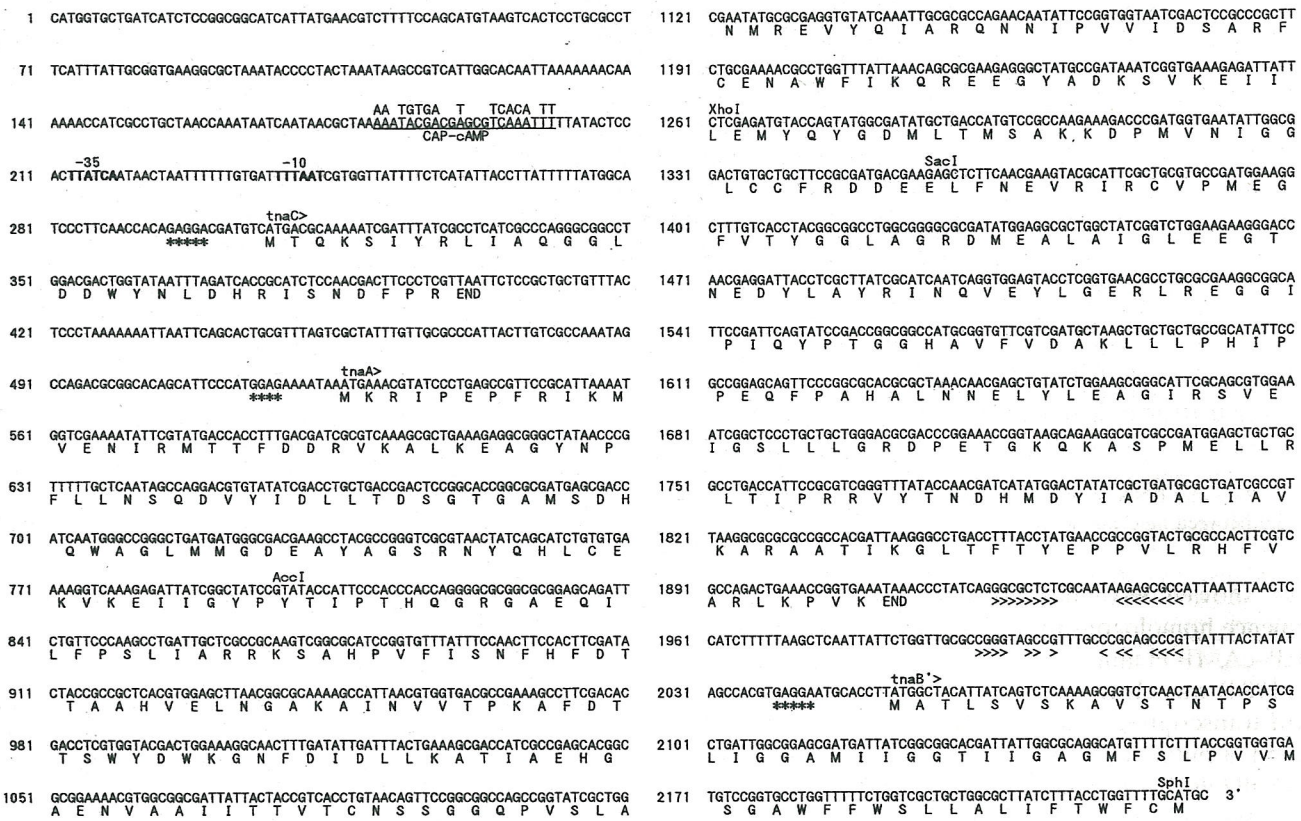 1 CATGGTGCTGATCATCTCCGGCGGCATCATTATGAACGTCTTTTCCAGCATGTAAGTCACTCCTGCGCCT
71 TCATTTATTGCGGTGAAGGCGCTAAATACCCCTACTAAATAAGCCGTCATTGGCACAATTAAAAAAACAA
AA TGTGA T TCACA TT
141 AAAACCATCGCCTGCTAACCAAATAATCAATAACGCTAAAAATACGACGAGCGTCAAATTTTTATACTCC
CAP-cAMP
-35 -10
211 ACTTATCAATAACTAATTTTTTGTGATTTTAATCGTGGTTATTTTCTCATATTACCTTATTTTTATGGCA
tnaC>
281 TCCCTTCAACCACAGAGGACGATGTCATGACGCAAAAATCGATTTATCGCCTCATCGCCCAGGGCGGCCT
***** M T Q K S I Y R L I A Q G G L
351 GGACGACTGGTATAATTTAGATCACCGCATCTCCAACGACTTCCCTCGTTAATTCTCCGCTGCTGTTTAC
D D W Y N L D H R I S N D F P R END
421 TCCCTAAAAAAATTAATTCAGCACTGCGTTTAGTCGCTATTTGTTGCGCCCATTACTTGTCGCCAAATAG
tnaA>
491 CCAGACGCGGCACAGCATTCCCATGGAGAAAATAAATGAAACGTATCCCTGAGCCGTTCCGCATTAAAAT
**** M K R I P E P F R I K M
561 GGTCGAAAATATTCGTATGACCACCTTTGACGATCGCGTCAAAGCGCTGAAAGAGGCGGGCTATAACCCG
V E N I R M T T F D D R V K A L K E A G Y N P
631 TTTTTGCTCAATAGCCAGGACGTGTATATCGACCTGCTGACCGACTCCGGCACCGGCGCGATGAGCGACC
F L L N S Q D V Y I D L L T D S G T G A M S D H
701 ATCAATGGGCCGGGCTGATGATGGGCGACGAAGCCTACGCCGGGTCGCGTAACTATCAGCATCTGTGTGA
Q W A G L M M G D E A Y A G S R N Y Q H L C E
AccI
771 AAAGGTCAAAGAGATTATCGGCTATCCGTATACCATTCCCACCCACCAGGGGCGCGGCGCGGAGCAGATT
K V K E I I G Y P Y T I P T H Q G R G A E Q I
841 CTGTTCCCAAGCCTGATTGCTCGCCGCAAGTCGGCGCATCCGGTGTTTATTTCCAACTTCCACTTCGATA
L F P S L I A R R K S A H P V F I S N F H F D T
911 CTACCGCCGCTCACGTGGAGCTTAACGGCGCAAAAGCCATTAACGTGGTGACGCCGAAAGCCTTCGACAC
T A A H V E L N G A K A I N V V T P K A F D T
981 GACCTCGTGGTACGACTGGAAAGGCAACTTTGATATTGATTTACTGAAAGCGACCATCGCCGAGCACGGC
T S W Y D W K G N F D I D L L K A T I A E H G
1051 GCGGAAAACGTGGCGGCGATTATTACTACCGTCACCTGTAACAGTTCCGGCGGCCAGCCGGTATCGCTGG
A E N V A A I I T T V T C N S S G G Q P V S L A
1121 CGAATATGCGCGAGGTGTATCAAATTGCGCGCCAGAACAATATTCCGGTGGTAATCGACTCCGCCCGCTT
N M R E V Y Q I A R Q N N I P V V I D S A R F
1191 CTGCGAAAACGCCTGGTTTATTAAACAGCGCGAAGAGGGCTATGCCGATAAATCGGTGAAAGAGATTATT
C E N A W F I K Q R E E G Y A D K S V K E I I
XhoI
1261 CTCGAGATGTACCAGTATGGCGATATGCTGACCATGTCCGCCAAGAAAGACCCGATGGTGAATATTGGCG
L E M Y Q Y G D M L T M S A K K D P M V N I G G
SacI
1331 GACTGTGCTGCTTCCGCGATGACGAAGAGCTCTTCAACGAAGTACGCATTCGCTGCGTGCCGATGGAAGG
L C C F R D D E E L F N E V R I R C V P M E G
1401 CTTTGTCACCTACGGCGGCCTGGCGGGGCGCGATATGGAGGCGCTGGCTATCGGTCTGGAAGAAGGGACC
F V T Y G G L A G R D M E A L A I G L E E G T
1471 AACGAGGATTACCTCGCTTATCGCATCAATCAGGTGGAGTACCTCGGTGAACGCCTGCGCGAAGGCGGCA
N E D Y L A Y R I N Q V E Y L G E R L R E G G I
1541 TTCCGATTCAGTATCCGACCGGCGGCCATGCGGTGTTCGTCGATGCTAAGCTGCTGCTGCCGCATATTCC
P I Q Y P T G G H A V F V D A K L L L P H I P
1611 GCCGGAGCAGTTCCCGGCGCACGCGCTAAACAACGAGCTGTATCTGGAAGCGGGCATTCGCAGCGTGGAA
P E Q F P A H A L N N E L Y L E A G I R S V E
1681 ATCGGCTCCCTGCTGCTGGGACGCGACCCGGAAACCGGTAAGCAGAAGGCGTCGCCGATGGAGCTGCTGC
I G S L L L G R D P E T G K Q K A S P M E L L R
1751 GCCTGACCATTCCGCGTCGGGTTTATACCAACGATCATATGGACTATATCGCTGATGCGCTGATCGCCGT
L T I P R R V Y T N D H M D Y I A D A L I A V
1821 TAAGGCGCGCGCCGCCACGATTAAGGGCCTGACCTTTACCTATGAACCGCCGGTACTGCGCCACTTCGTC
K A R A A T I K G L T F T Y E P P V L R H F V
1891 GCCAGACTGAAACCGGTGAAATAAACCCTATCAGGGCGCTCTCGCAATAAGAGCGCCATTAATTTAACTC
A R L K P V K END >>>>>>>> <<<<<<<<
1961 CATCTTTTTAAGCTCAATTATTCTGGTTGCGCCGGGTAGCCGTTTGCCCGCAGCCCGTTATTTACTATAT
>>>> >> > < << <<<<
tnaB'>
2031 AGCCACGTGAGGAATGCACCTTATGGCTACATTATCAGTCTCAAAAGCGGTCTCAACTAATACACCATCG
***** M A T L S V S K A V S T N T P S
2101 CTGATTGGCGGAGCGATGATTATCGGCGGCACGATTATTGGCGCAGGCATGTTTTCTTTACCGGTGGTGA
L I G G A M I I G G T I I G A G M F S L P V V M
SphI
2171 TGTCCGGTGCCTGGTTTTTCTGGTCGCTGCTGGCGCTTATCTTTACCTGGTTTTGCATGC 3'
S G A W F F W S L L A L I F T W F C M